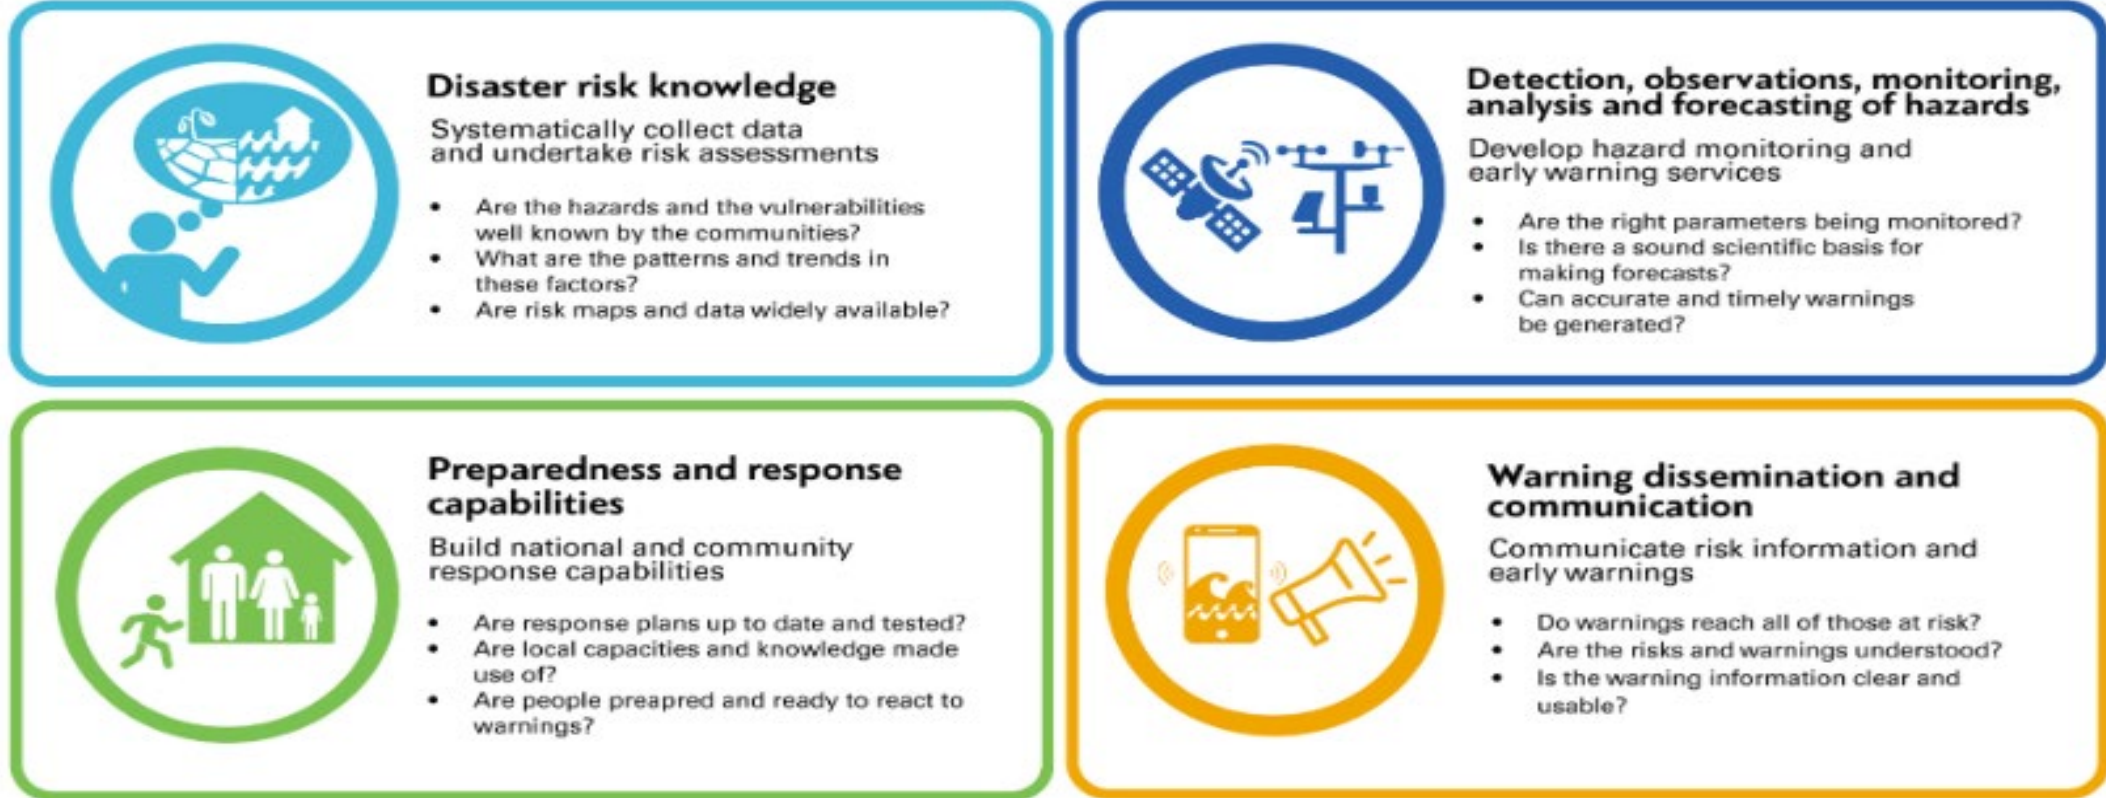 Disaster risk knowledge
Systematically collect data
and undertake risk assessments
• Are the hazards and the vulnerabilities
well known by the communities?
• What are the patterns and trends in
these factors?
• Are risk maps and data widely available?
Detection, observations, monitoring,
analysis and forecasting of hazards
Develop hazard monitoring and
early warning services
• Are the right parameters being monitored?
• Is there a sound scientific basis for
making forecasts?
• Can accurate and timely warnings
be generated?
Preparedness and response
capabilities
Build national and community
response capabilities
• Are response plans up to date and tested?
• Are local capacities and knowledge made
use of?
• Are people preapred and ready to react to
warnings?
Warning dissemination and
communication
Communicate risk information and
early warnings
• Do warnings reach all of those at risk?
• Are the risks and warnings understood?
• Is the warning information clear and
usable?